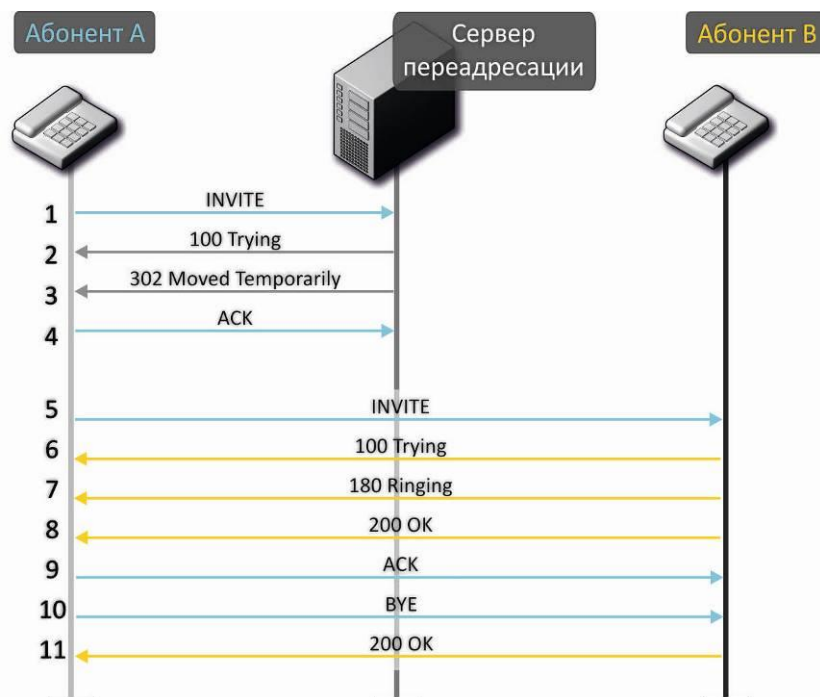 Абонент А
Сервер
переадресации
Абонент В
1 INVITE
2 100 Trying
3 302 Moved Temporarily
4 ACK
5 INVITE
6 100 Trying
7 180 Ringing
8 200 OK
9 ACK
10 BYE
11 200 OK